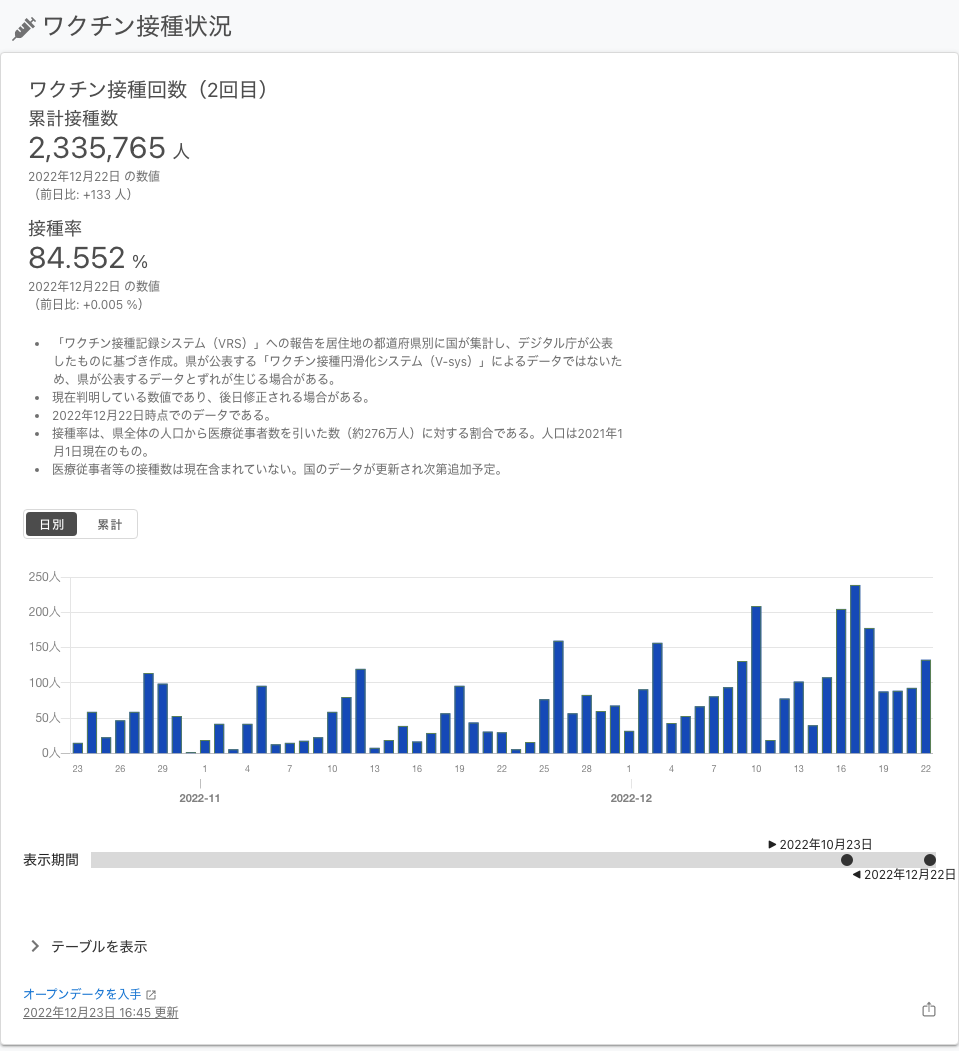 ワクチン接種状況
ワクチン接種回数（2回目）
累計接種数
2,335,765 人
2022年12月22日 の数値
（前日比: +133 人）
接種率
84.552 %
2022年12月22日 の数値
（前日比: +0.005 %）
• 「ワクチン接種記録システム（VRS）」への報告を居住地の都道府県別に国が集計し、デジタル庁が公表
したものに基づき作成。県が公表する「ワクチン接種円滑化システム（V-sys）」によるデータではないた
め、県が公表するデータとずれが生じる場合がある。
• 現在判明している数値であり、後日修正される場合がある。
• 2022年12月22日時点でのデータである。
• 接種率は、県全体の人口から医療従事者数を引いた数（約276万人）に対する割合である。人口は2021年1
月1日現在のもの。
• 医療従事者等の接種数は現在含まれていない。国のデータが更新され次第追加予定。
日別 累計
250人
200人
150人
100人
50人
0人
23 26 29 1 4 7 10 13 16 19 22 25 28 1 4 7 10 13 16 19 22
2022-11 2022-12
2022年10月23日
表示期間
2022年12月22日
テーブルを表示
オープンデータを入手
2022年12月23日 16:45 更新